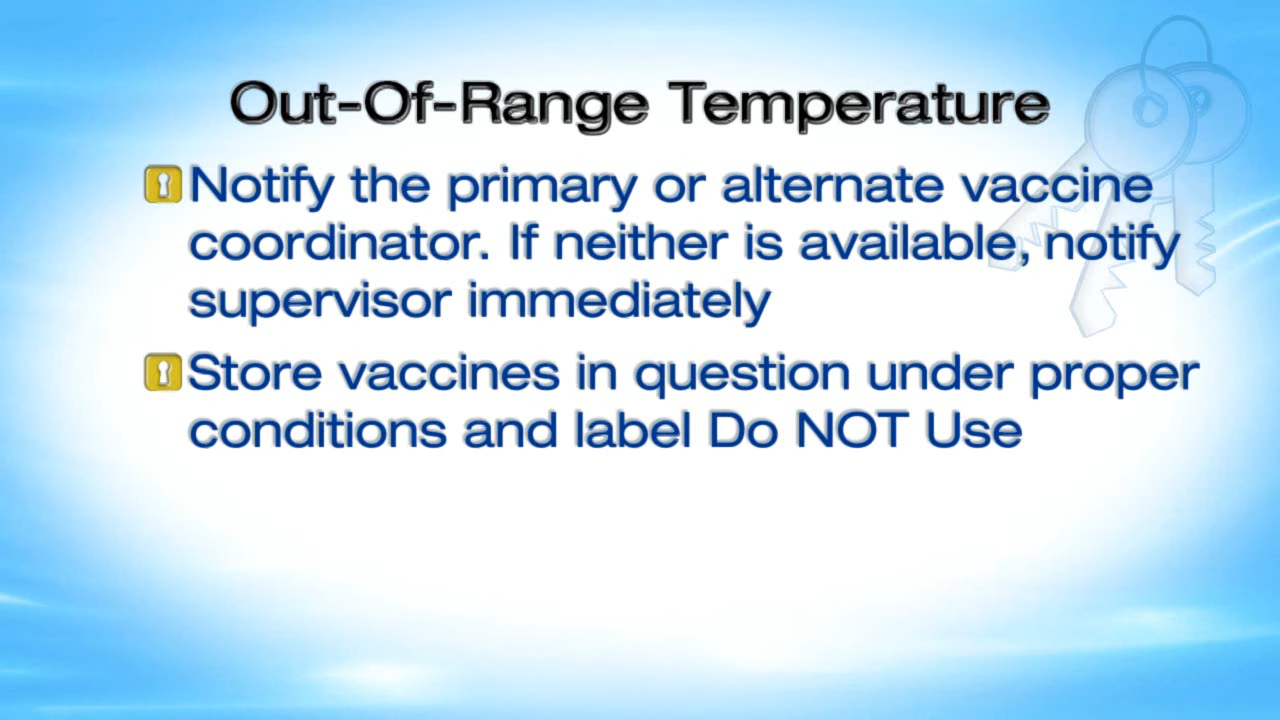 Out-Of-Range Temperature
Notify the primary or alternate vaccine
coordinator. If neither is available, notify
supervisor immediately
Store vaccines in question under proper
conditions and label Do NOT Use